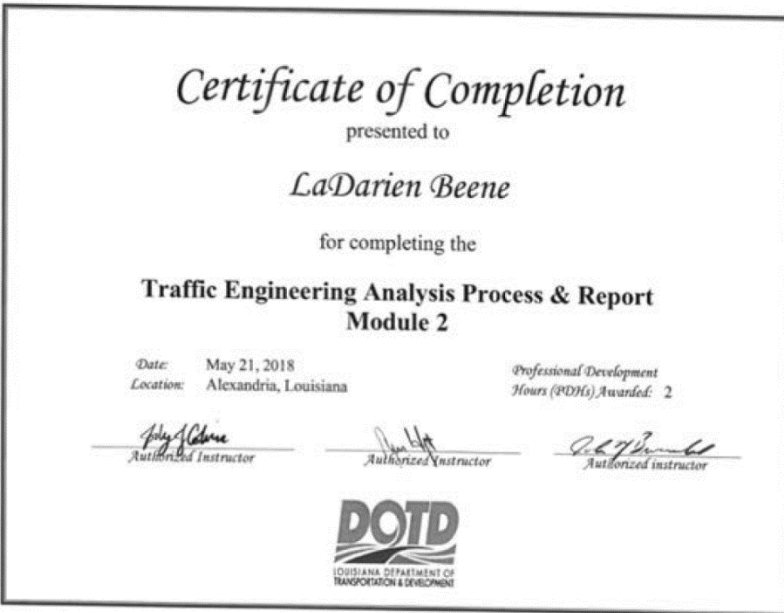 Certificate of Completion
presented to
LaDarien Beene
for completing the
Traffic Engineering Analysis Process & Report
Module 2
Date: May 21, 2018
Location: Alexandria, Louisiana
Professional Development
Hours (PDHs) Awarded: 2
Authorized Instructor
Authorized Instructor
Authorized instructor
DOTD
LOUISIANA DEPARTMENT OF
TRANSPORTATION & DEVELOPMENT